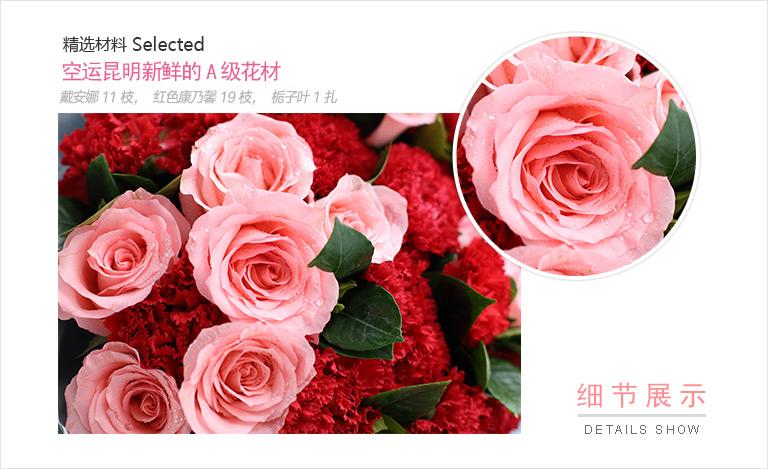 精选材料 Selected
空运昆明新鲜的 A 级花材
戴安娜 11 枝， 红色康乃馨 19 枝， 栀子叶 1 扎
细节展示
DETAILS SHOW